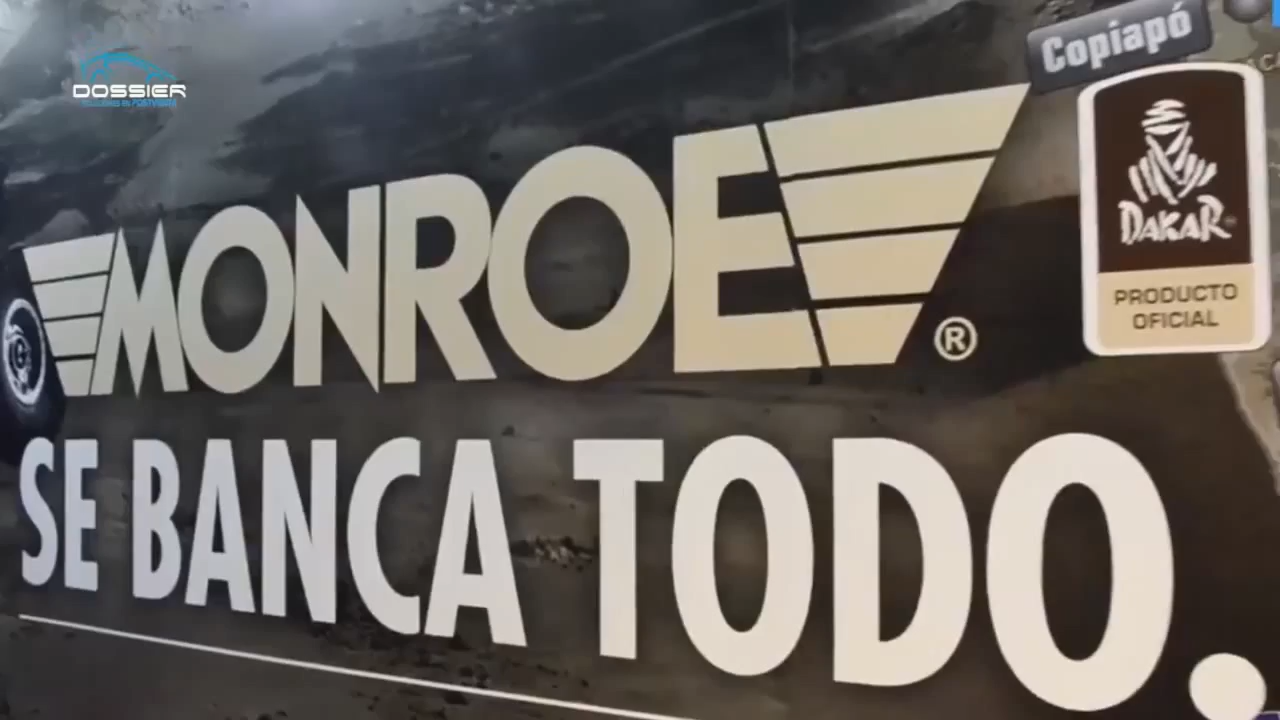 DOSSIER
Copiapó
MONROE®
DAKAR
PRODUCTO
OFICIAL
SE BANCA TODO.